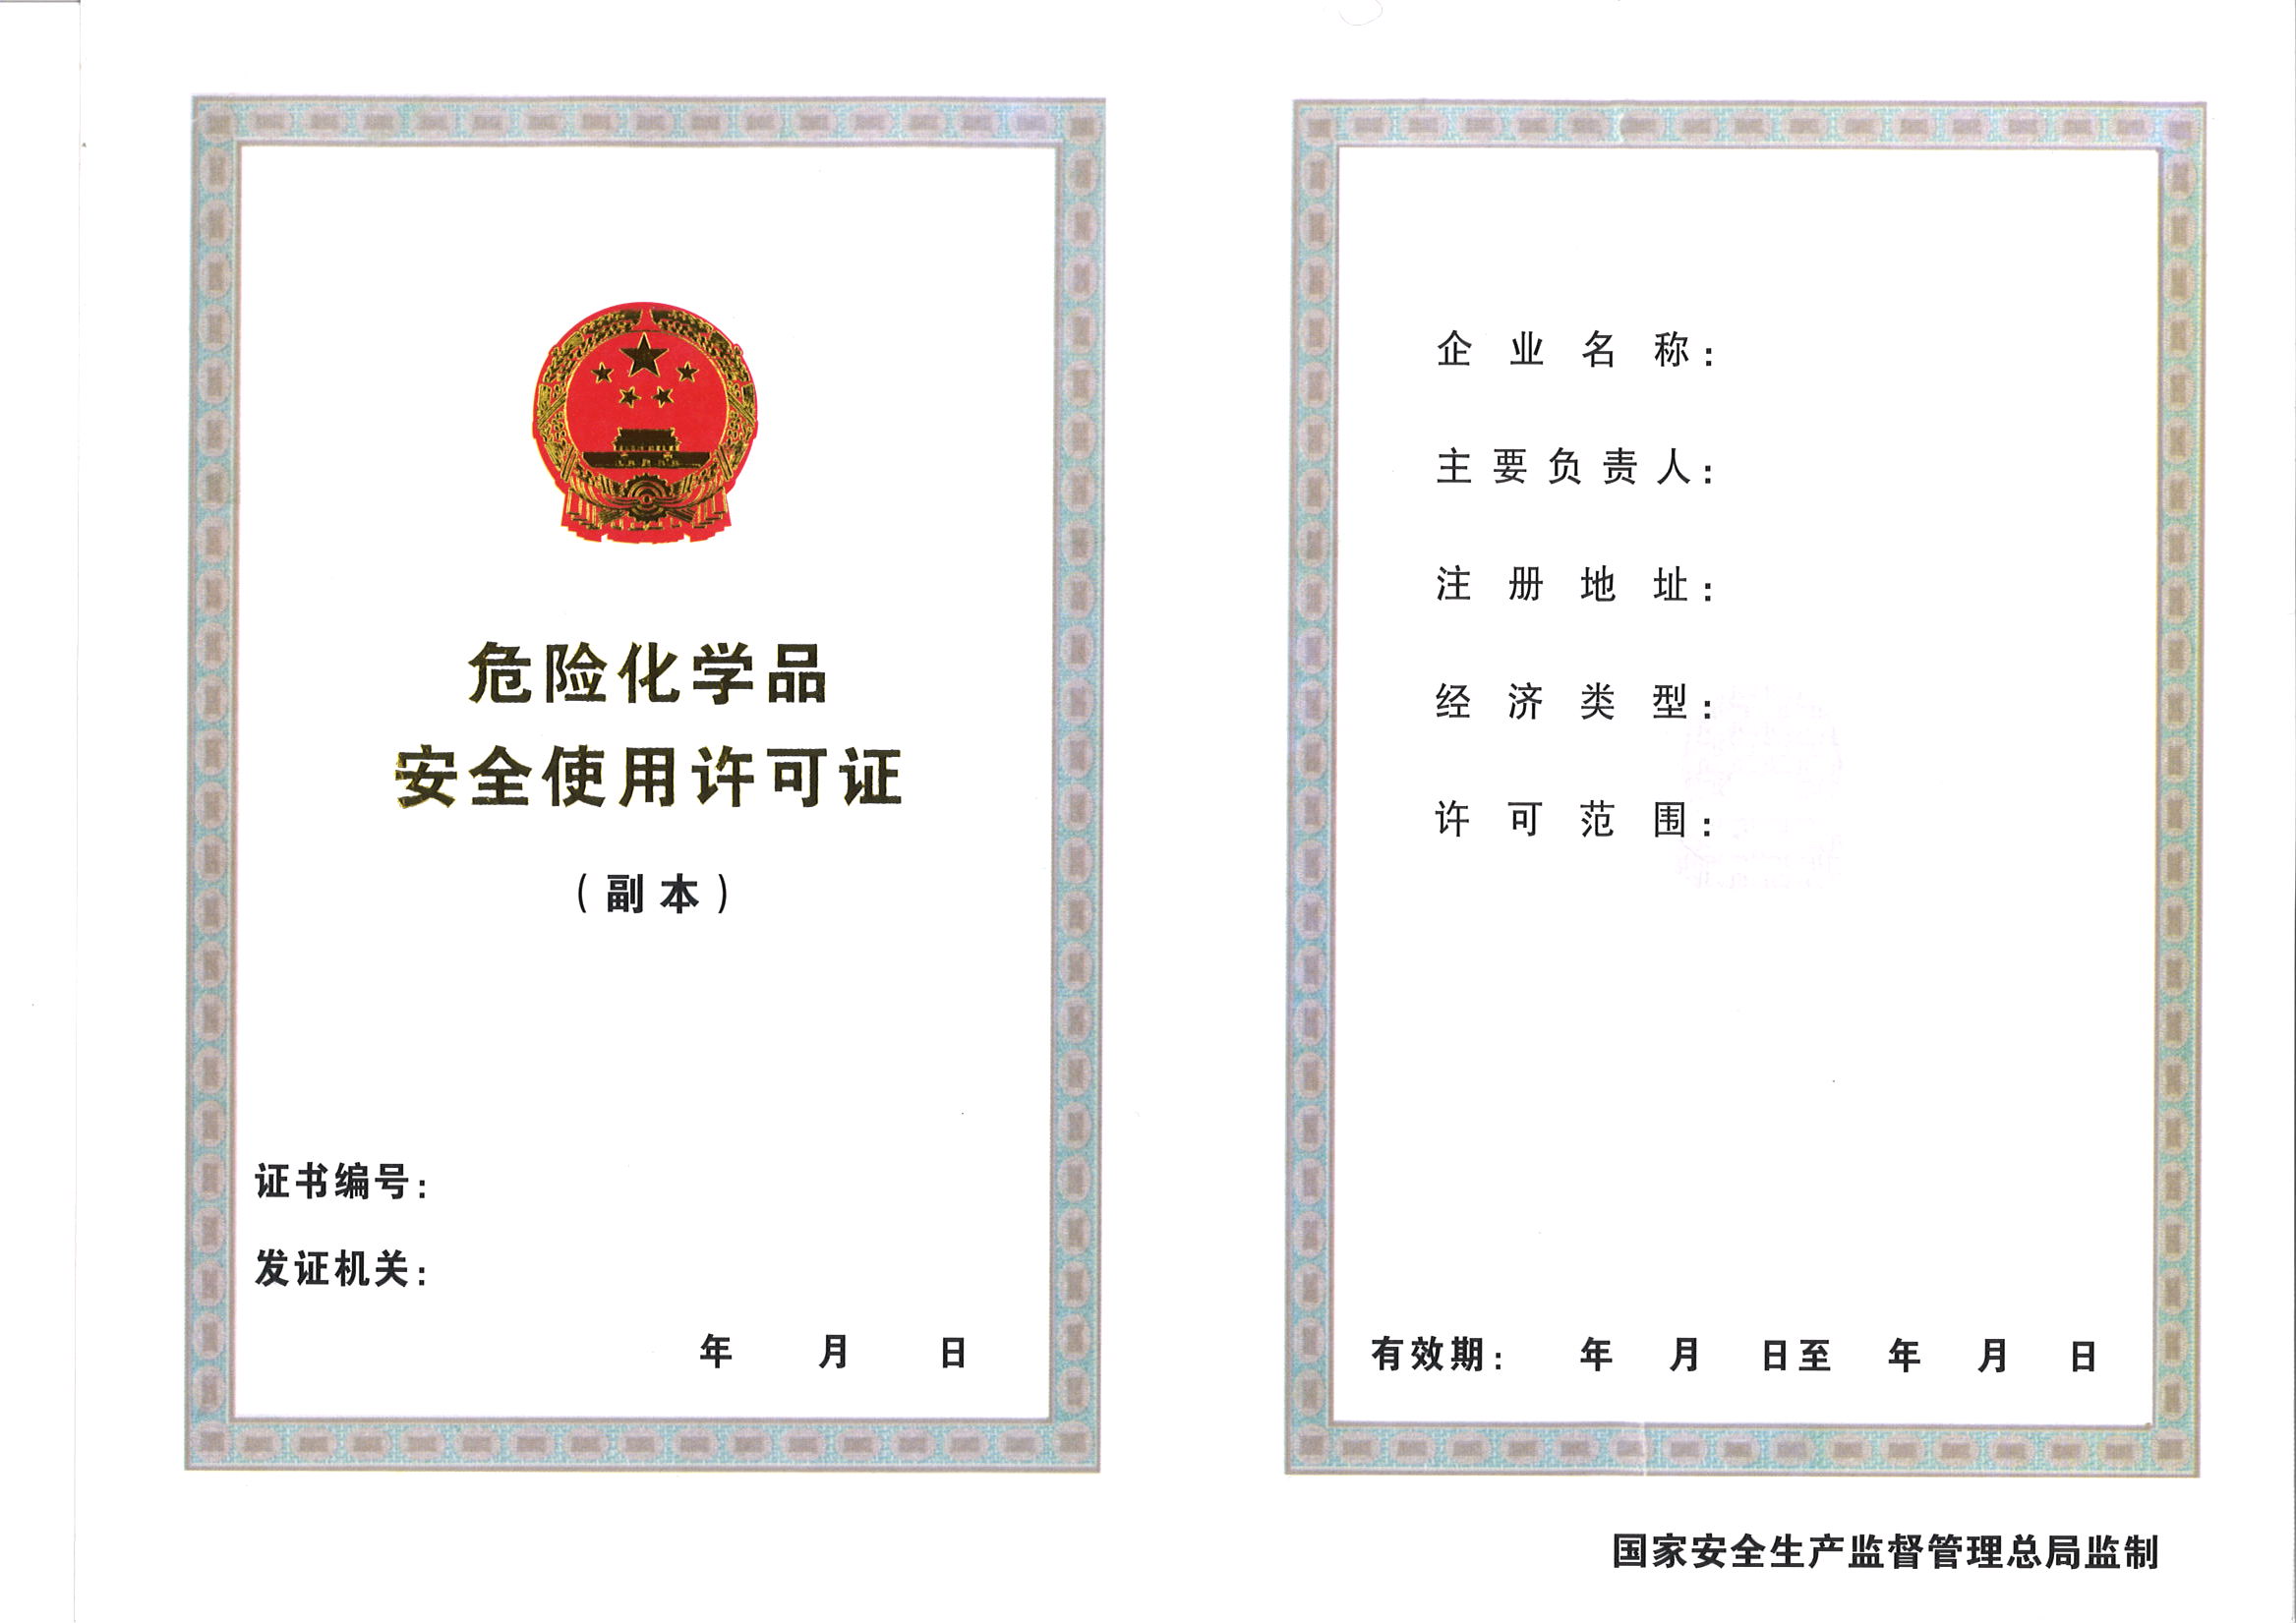 危险化学品
安全使用许可证
（副本）
证书编号：
发证机关：
年 月 日
企业名称：
主要负责人：
注册地址：
经济类型：
许可范围：
有效期： 年 月 日至 年 月 日
国家安全生产监督管理总局监制